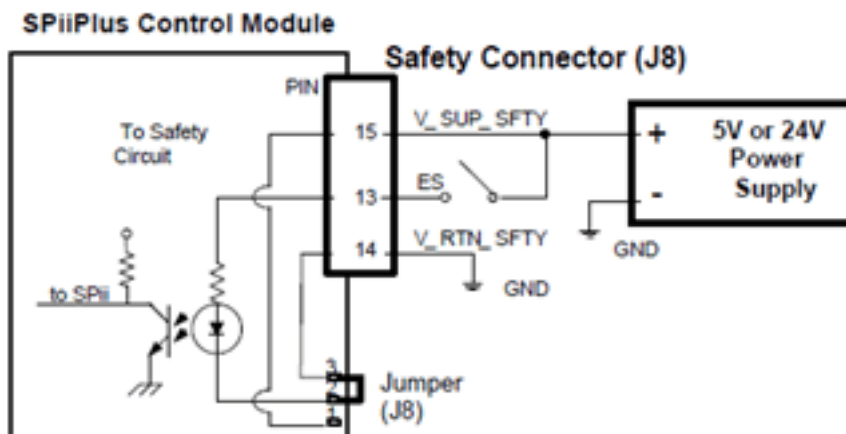 SPiiPlus Control Module
Safety Connector (J8)
PIN
To Safety
Circuit
15
V_SUP_SFTY
+
5V or 24V
Power
Supply
ES
13
-
14
V_RTN_SFTY
GND
GND
to SPii
3
2
1
Jumper
(J8)